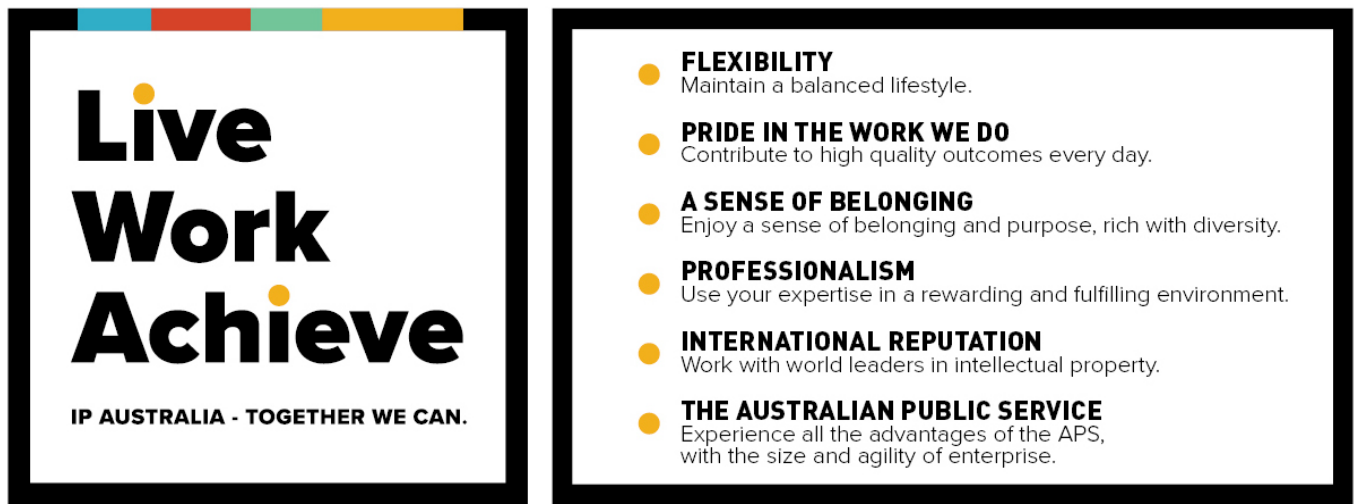 Live
Work
Achieve
IP AUSTRALIA - TOGETHER WE CAN.
FLEXIBILITY
Maintain a balanced lifestyle.
PRIDE IN THE WORK WE DO
Contribute to high quality outcomes every day.
A SENSE OF BELONGING
Enjoy a sense of belonging and purpose, rich with diversity.
PROFESSIONALISM
Use your expertise in a rewarding and fulfilling environment.
INTERNATIONAL REPUTATION
Work with world leaders in intellectual property.
THE AUSTRALIAN PUBLIC SERVICE
Experience all the advantages of the APS,
with the size and agility of enterprise.